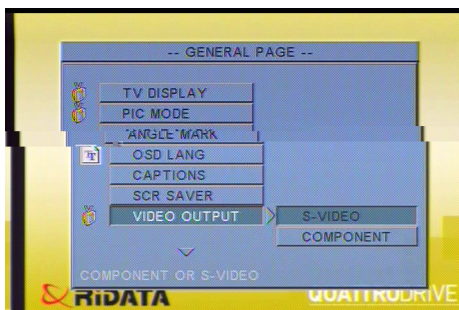 -- GENERAL PAGE --
TV DISPLAY
PIC MODE
ANGLE MARK
OSD LANG
CAPTIONS
SCR SAVER
VIDEO OUTPUT S-VIDEO
COMPONENT
COMPONENT OR S-VIDEO
RiDATA QUATTRODRIVE